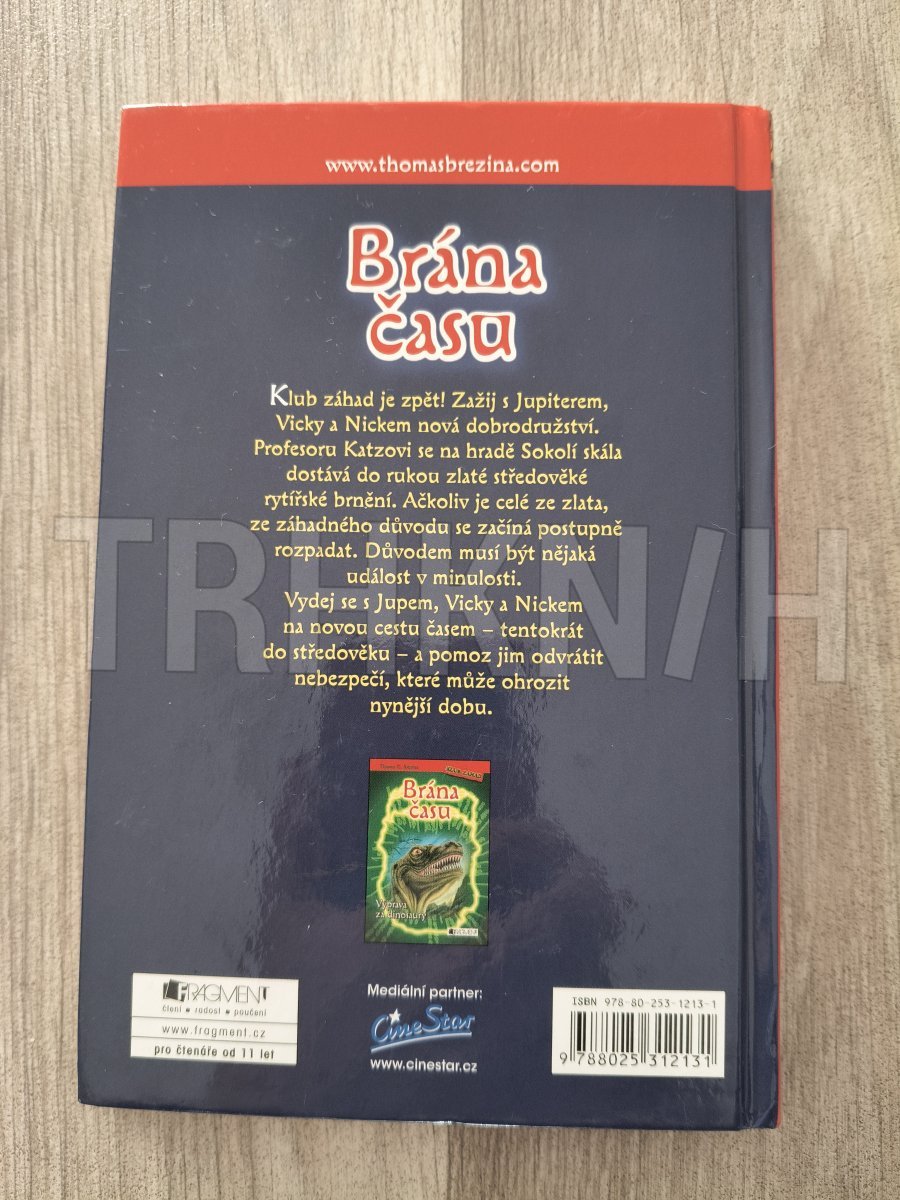 www.thomasbrezina.com
Brána
času
Klub záhad je zpět! Zažij s Jupiterem,
Vicky a Nickem nová dobrodružství.
Profesoru Katzovi se na hradě Sokolí skála
dostává do rukou zlaté středověké
rytířské brnění. Ačkoliv je celé ze zlata,
ze záhadného důvodu se začíná postupně
rozpadat. Důvodem musí být nějaká
událost v minulosti.
Vydej se s Jupem, Vicky a Nickem
na novou cestu časem – tentokrát
do středověku – a pomoz jim odvrátit
nebezpečí, které může ohrozit
nynější dobu.
TRHKNIH
Brána
času
Výprava
za dinosaury
FRAGMENT
FRAGMENT
čtení ■ radost ■ poučení
www.fragment.cz
pro čtenáře od 11 let
Mediální partner:
CineStar
www.cinestar.cz
ISBN 978-80-253-1213-1
9 788025 312131